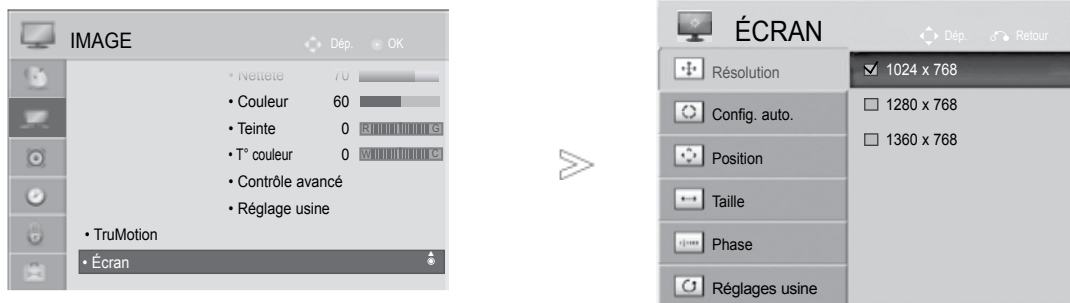 IMAGE
Dép. OK
• Netteté 70
• Couleur 60
• Teinte 0 R G
• T° couleur 0 W C
• Contrôle avancé
• Réglage usine
• TruMotion
• Écran
ÉCRAN
Dép. Retour
Résolution
Config. auto.
Position
Taille
Phase
Réglages usine
1024 x 768
1280 x 768
1360 x 768